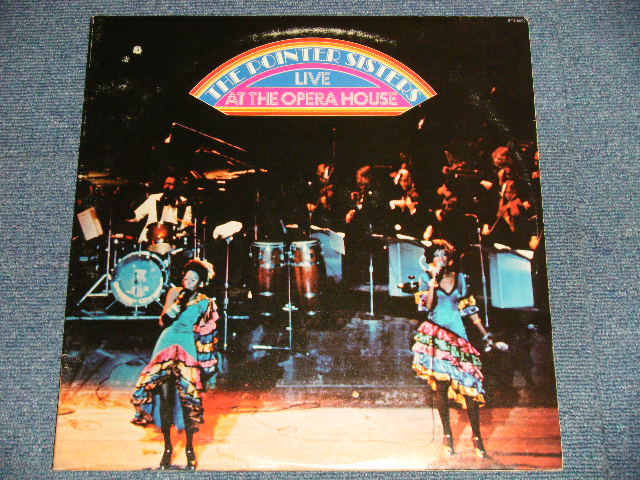 THE POINTER SISTERS
LIVE
AT THE OPERA HOUSE